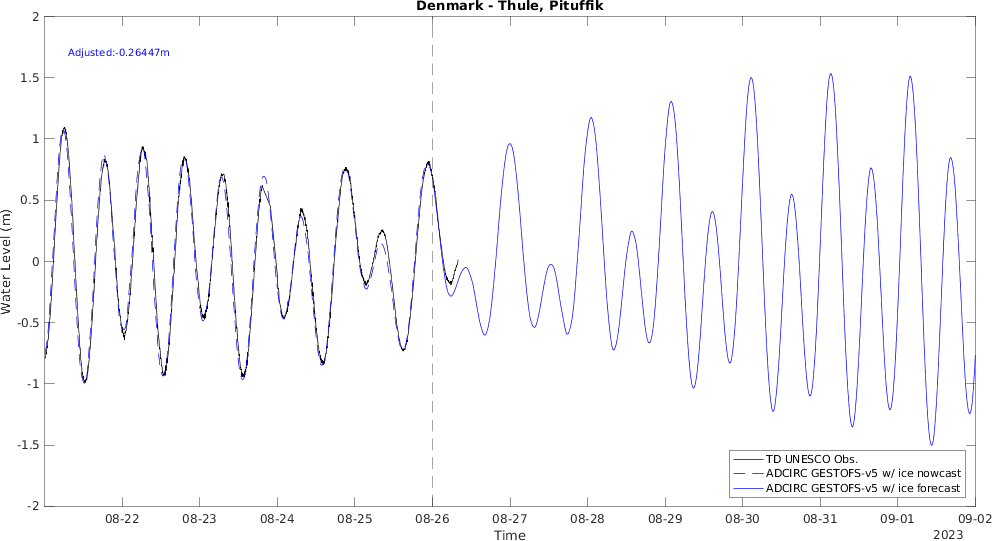 Denmark - Thule, Pituffik
Adjusted:-0.26447m
2
1.5
1
0.5
0
-0.5
-1
-1.5
-2
Water Level (m)
TD UNESCO Obs.
ADCIRC GESTOFS-v5 w/ ice nowcast
ADCIRC GESTOFS-v5 w/ ice forecast
08-22 08-23 08-24 08-25 08-26 08-27 08-28 08-29 08-30 08-31 09-01 09-02
Time
2023